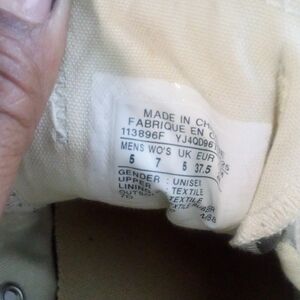 MADE IN CH
FABRIQUE EN C
113896F YJ40D96
MENS WO'S UK EUR
5 7 5 37.5
GENDER : UNISEX
UPPER : TEXTILE
LINING : TEXTILE